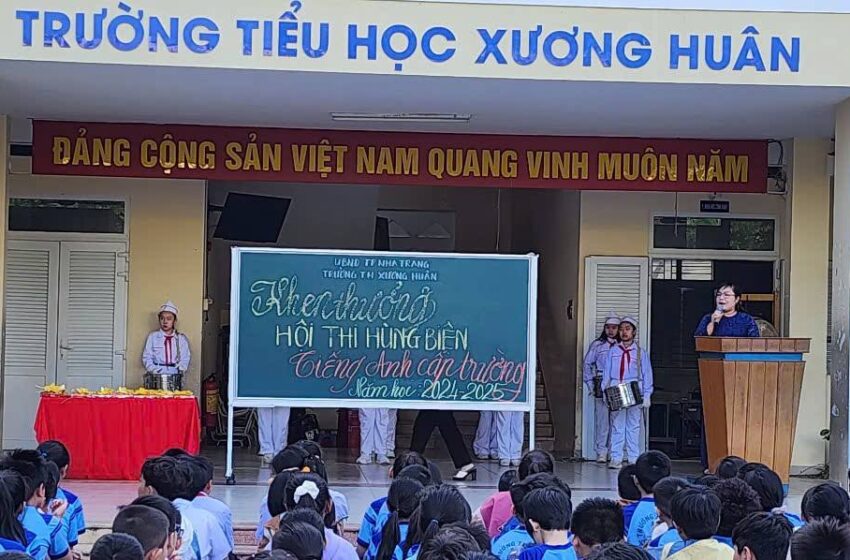 TRƯỜNG TIỂU HỌC XƯƠNG HUÂN
ĐẢNG CỘNG SẢN VIỆT NAM QUANG VINH MUÔN NĂM
UBND TP NHA TRANG
TRƯỜNG TH XƯƠNG HUÂN
Khen thưởng
HỘI THI HÙNG BIỆN
Tiếng Anh cấp trường
Năm học: 2024-2025